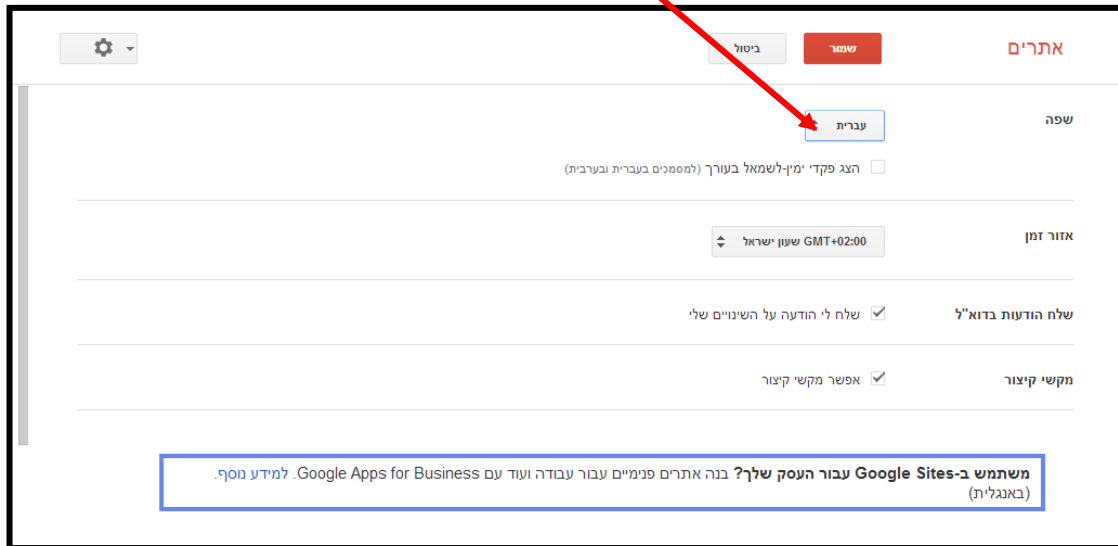 אתרים
שמור
ביטול
שפה
עברית
הצג פקדי ימין-לשמאל בעורך (למסמכים בעברית ובערבית)
אזור זמן
GMT+02:00 שעון ישראל
שלח הודעות בדוא"ל
שלח לי הודעה על השינויים שלי
מקשי קיצור
אפשר מקשי קיצור
משתמש ב-Google Sites עבור העסק שלך? בנה אתרים פנימיים עבור עבודה ועוד עם Google Apps for Business. למידע נוסף.
(באנגלית)